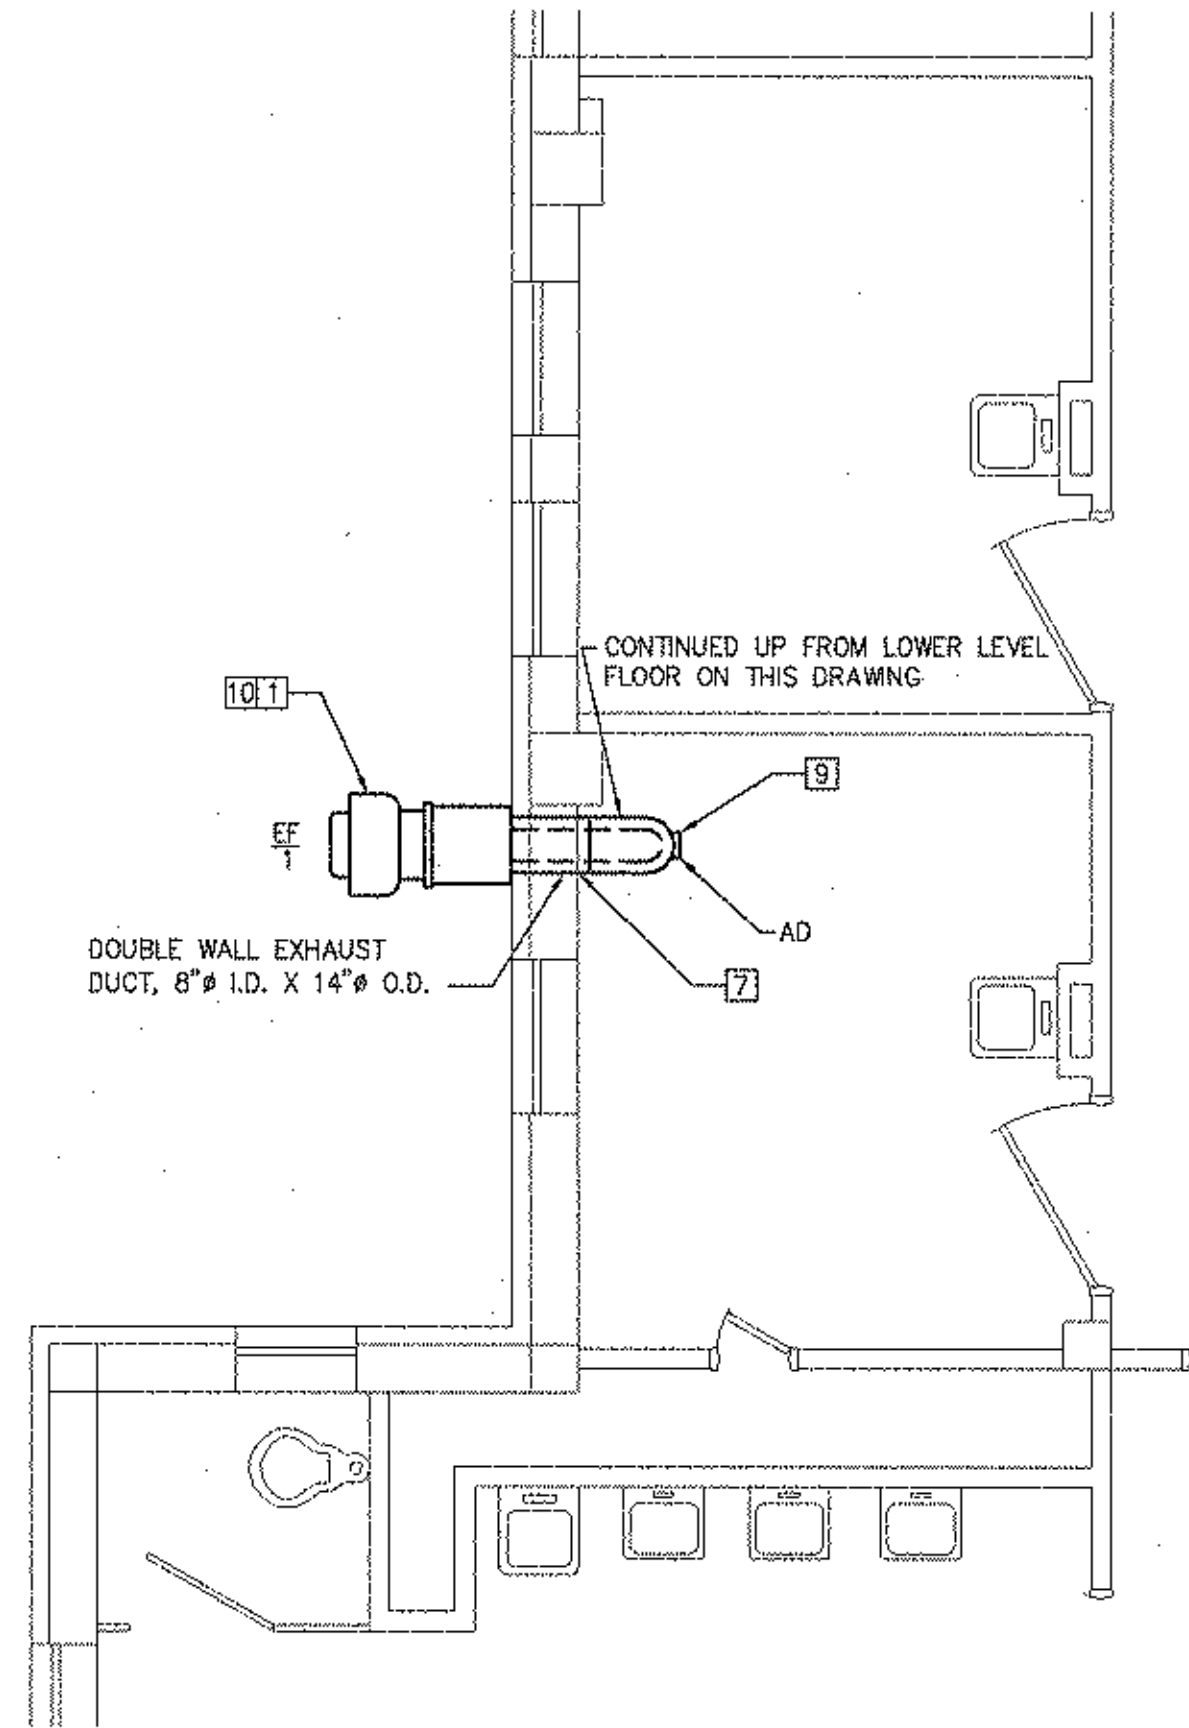 CONTINUED UP FROM LOWER LEVEL
FLOOR ON THIS DRAWING
10 1
9
EF
1
AD
DOUBLE WALL EXHAUST
DUCT, 8"ø I.D. X 14"ø O.D.
7